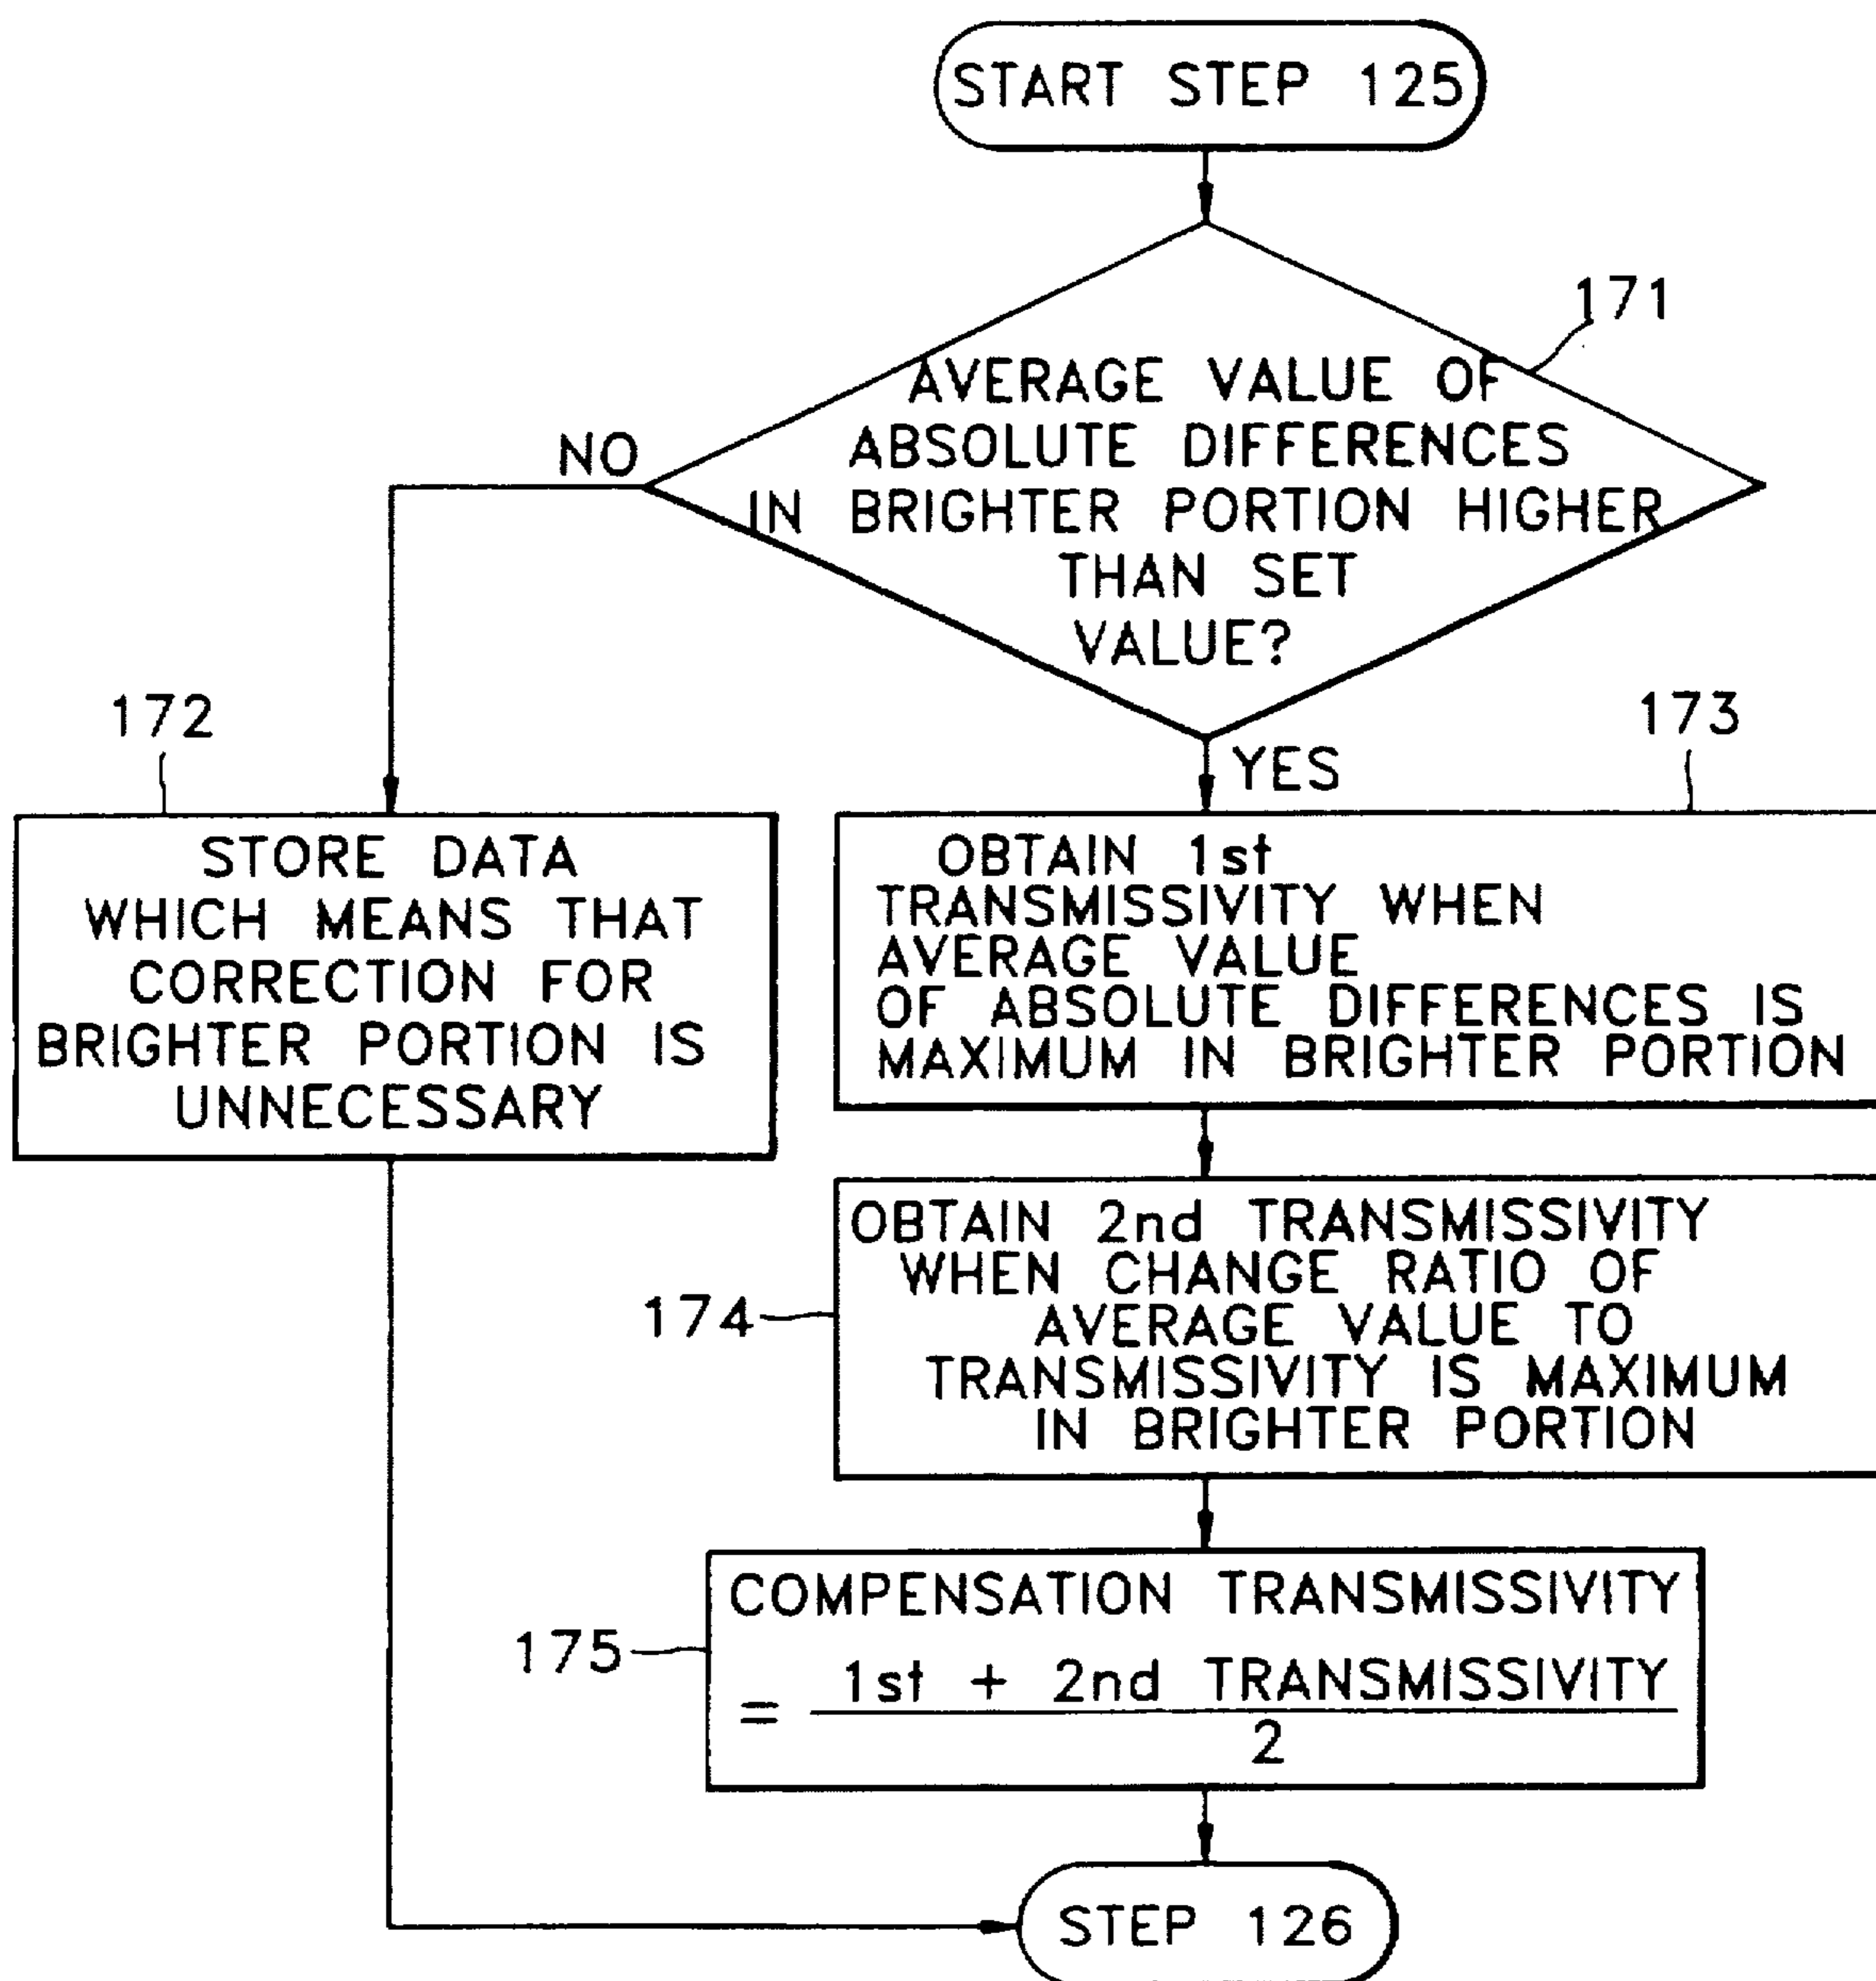 START STEP 125
171
AVERAGE VALUE OF
ABSOLUTE DIFFERENCES
IN BRIGHTER PORTION HIGHER
THAN SET
VALUE?
NO
YES
172
STORE DATA
WHICH MEANS THAT
CORRECTION FOR
BRIGHTER PORTION IS
UNNECESSARY
173
OBTAIN 1st
TRANSMISSIVITY WHEN
AVERAGE VALUE
OF ABSOLUTE DIFFERENCES IS
MAXIMUM IN BRIGHTER PORTION
174
OBTAIN 2nd TRANSMISSIVITY
WHEN CHANGE RATIO OF
AVERAGE VALUE TO
TRANSMISSIVITY IS MAXIMUM
IN BRIGHTER PORTION
175
COMPENSATION TRANSMISSIVITY
= 1st + 2nd TRANSMISSIVITY
2
STEP 126